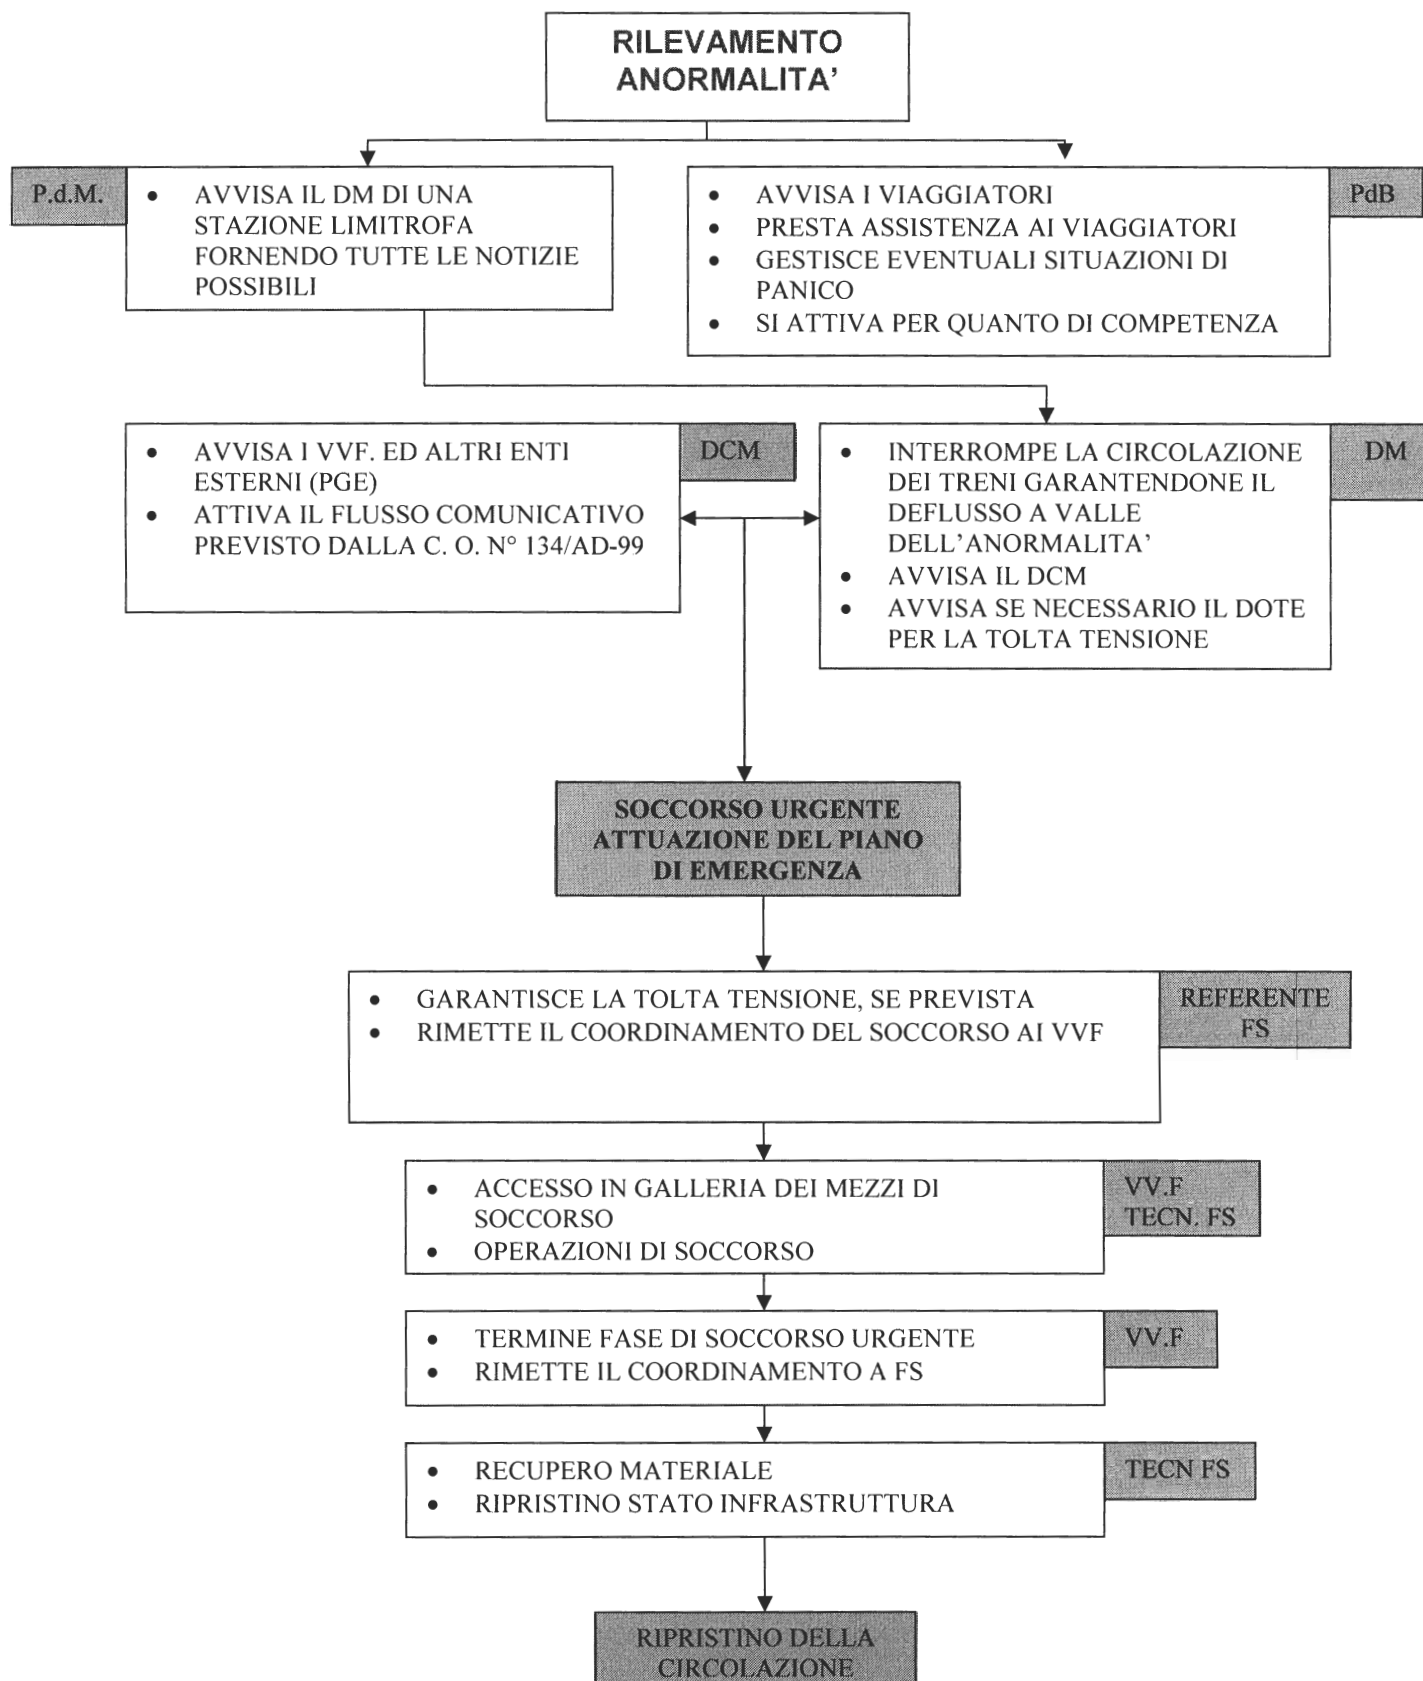 RILEVAMENTO
ANORMALITA’
P.d.M.
• AVVISA IL DM DI UNA
STAZIONE LIMITROFA
FORNENDO TUTTE LE NOTIZIE
POSSIBILI
• AVVISA I VIAGGIATORI
• PRESTA ASSISTENZA AI VIAGGIATORI
• GESTISCE EVENTUALI SITUAZIONI DI
PANICO
• SI ATTIVA PER QUANTO DI COMPETENZA
PdB
• AVVISA I VVF. ED ALTRI ENTI
ESTERNI (PGE)
• ATTIVA IL FLUSSO COMUNICATIVO
PREVISTO DALLA C. O. N° 134/AD-99
DCM
• INTERROMPE LA CIRCOLAZIONE
DEI TRENI GARANTENDONE IL
DEFLUSSO A VALLE
DELL’ANORMALITA’
• AVVISA IL DCM
• AVVISA SE NECESSARIO IL DOTE
PER LA TOLTA TENSIONE
DM
SOCCORSO URGENTE
ATTUAZIONE DEL PIANO
DI EMERGENZA
• GARANTISCE LA TOLTA TENSIONE, SE PREVISTA
• RIMETTE IL COORDINAMENTO DEL SOCCORSO AI VVF
REFERENTE
FS
• ACCESSO IN GALLERIA DEI MEZZI DI
SOCCORSO
• OPERAZIONI DI SOCCORSO
VV.F
TECN. FS
• TERMINE FASE DI SOCCORSO URGENTE
• RIMETTE IL COORDINAMENTO A FS
VV.F
• RECUPERO MATERIALE
• RIPRISTINO STATO INFRASTRUTTURA
TECN FS
RIPRISTINO DELLA
CIRCOLAZIONE